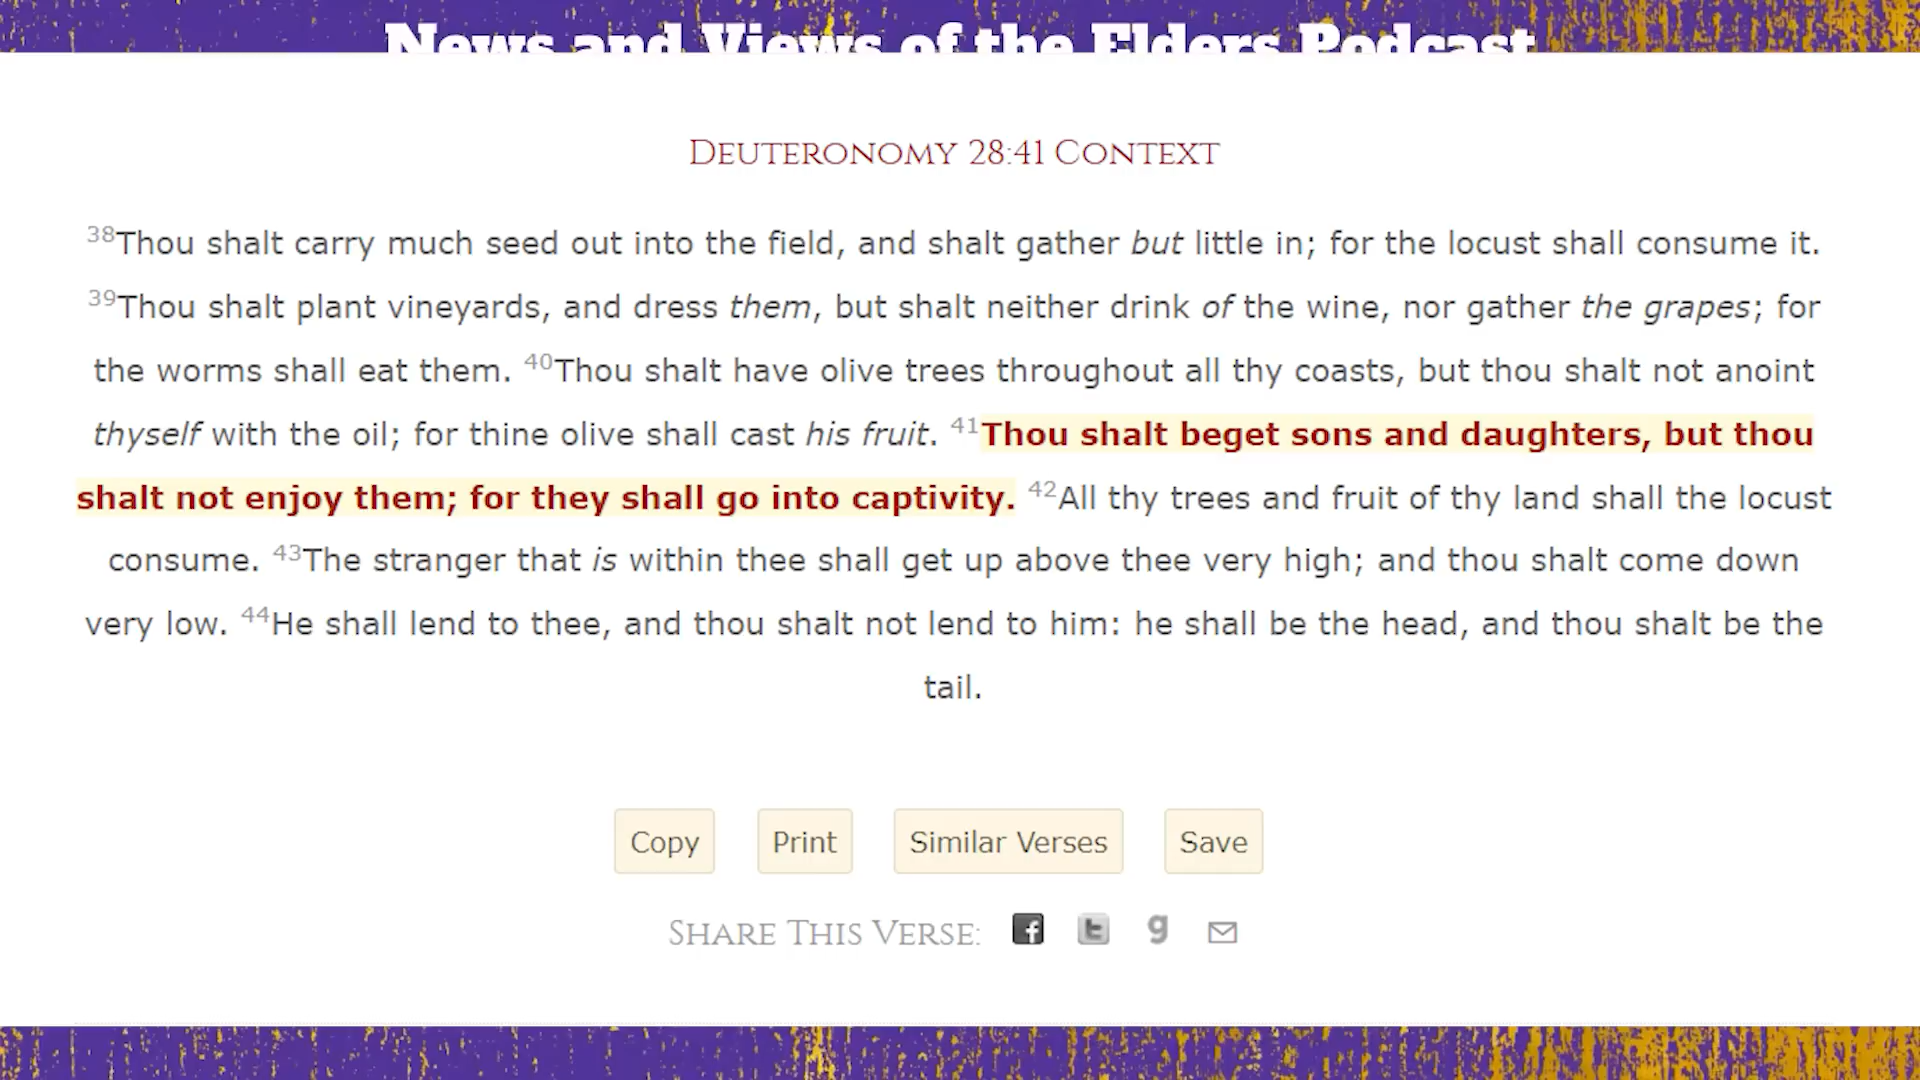 News and Views of the Elders Podcast
DEUTERONOMY 28:41 CONTEXT
38Thou shalt carry much seed out into the field, and shalt gather but little in; for the locust shall consume it.
39Thou shalt plant vineyards, and dress them, but shalt neither drink of the wine, nor gather the grapes; for
the worms shall eat them. 40Thou shalt have olive trees throughout all thy coasts, but thou shalt not anoint
thyself with the oil; for thine olive shall cast his fruit. 41Thou shalt beget sons and daughters, but thou
shalt not enjoy them; for they shall go into captivity. 42All thy trees and fruit of thy land shall the locust
consume. 43The stranger that is within thee shall get up above thee very high; and thou shalt come down
very low. 44He shall lend to thee, and thou shalt not lend to him: he shall be the head, and thou shalt be the
tail.
Copy Print Similar Verses Save
SHARE THIS VERSE: f t g